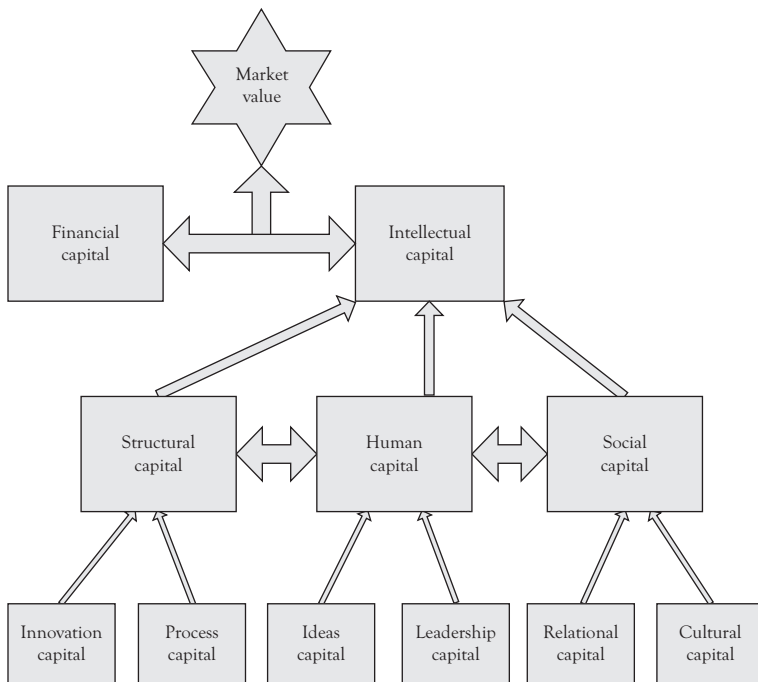 Market
value
Financial
capital
Intellectual
capital
Structural
capital
Human
capital
Social
capital
Innovation
capital
Process
capital
Ideas
capital
Leadership
capital
Relational
capital
Cultural
capital